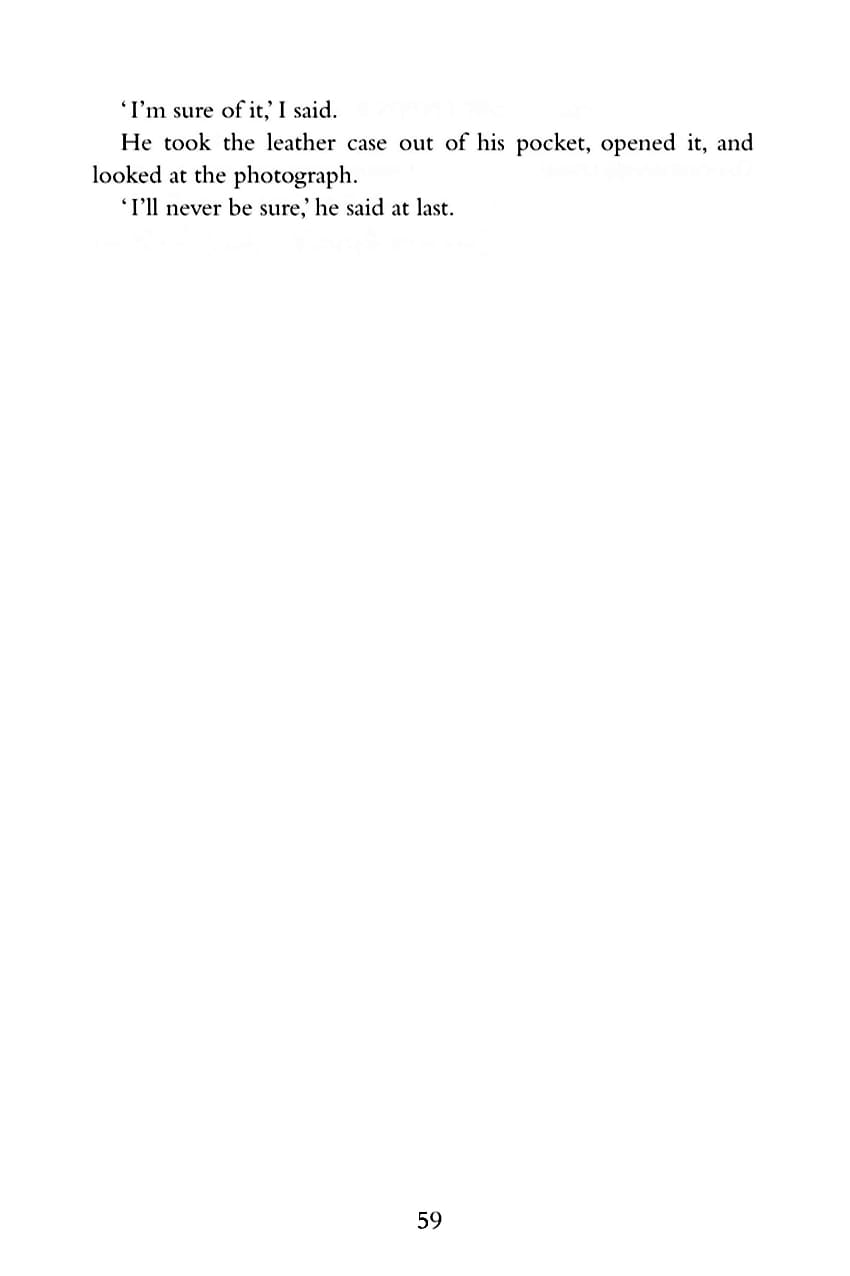 ‘I’m sure of it,’ I said.
He took the leather case out of his pocket, opened it, and
looked at the photograph.
‘I’ll never be sure,’ he said at last.
59